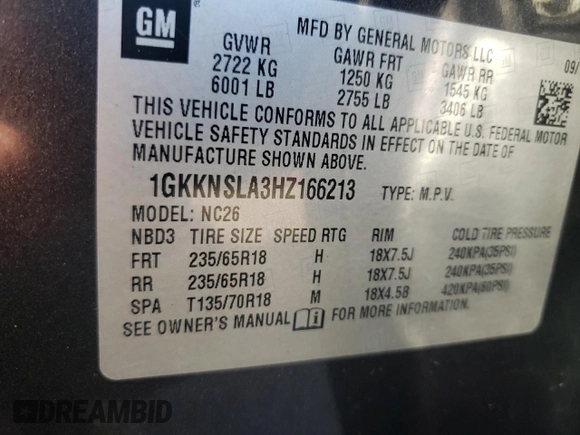 GM
MFD BY GENERAL MOTORS LLC
GVWR GAWR FRT GAWR RR 09/
2722 KG 1250 KG 1545 KG
6001 LB 2755 LB 3406 LB
THIS VEHICLE CONFORMS TO ALL APPLICABLE U.S. FEDERAL MOTOR
VEHICLE SAFETY STANDARDS IN EFFECT ON THE DATE OF
MANUFACTURE SHOWN ABOVE.
1GKKNSLA3HZ166213 TYPE: M.P.V.
MODEL: NC26
NBD3 TIRE SIZE SPEED RTG RIM COLD TIRE PRESSURE
FRT 235/65R18 H 18X7.5J 240KPA(35PSI)
RR 235/65R18 H 18X7.5J 240KPA(35PSI)
SPA T135/70R18 M 18X4.5B 420KPA(60PSI)
SEE OWNER'S MANUAL i FOR MORE INFORMATION.
DREAMBID